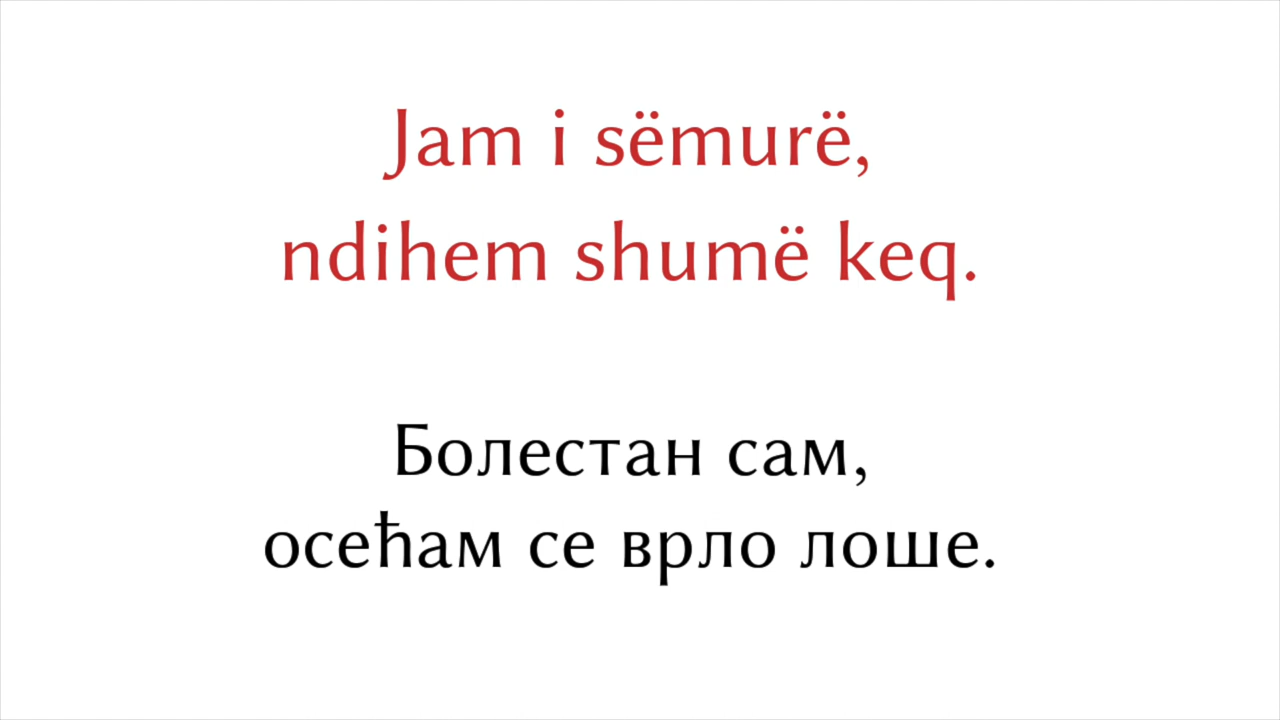 Jam i sëmurë,
ndihem shumë keq.
Болестан сам,
осећам се врло лоше.